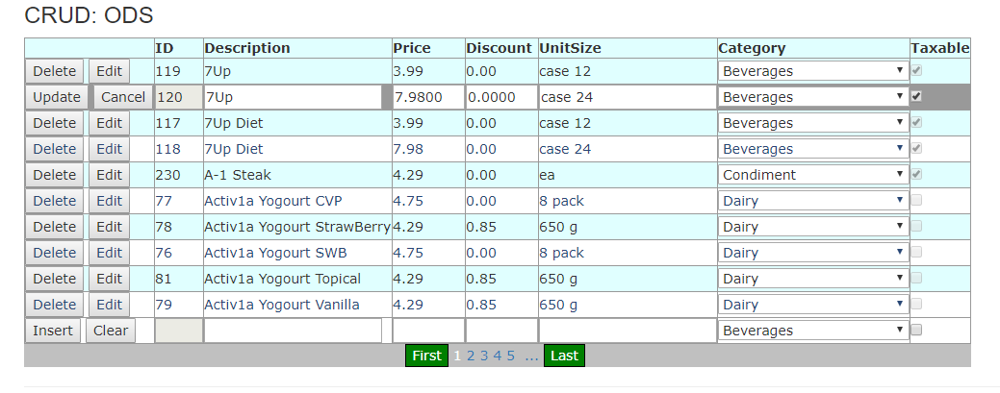 CRUD: ODS
ID Description Price Discount UnitSize Category Taxable
Delete Edit 119 7Up 3.99 0.00 case 12 Beverages
Update Cancel 120 7Up 7.9800 0.0000 case 24 Beverages
Delete Edit 117 7Up Diet 3.99 0.00 case 12 Beverages
Delete Edit 118 7Up Diet 7.98 0.00 case 24 Beverages
Delete Edit 230 A-1 Steak 4.29 0.00 ea Condiment
Delete Edit 77 Activ1a Yogourt CVP 4.75 0.00 8 pack Dairy
Delete Edit 78 Activ1a Yogourt StrawBerry 4.29 0.85 650 g Dairy
Delete Edit 76 Activ1a Yogourt SWB 4.75 0.00 8 pack Dairy
Delete Edit 81 Activ1a Yogourt Topical 4.29 0.85 650 g Dairy
Delete Edit 79 Activ1a Yogourt Vanilla 4.29 0.85 650 g Dairy
Insert Clear Beverages
First 1 2 3 4 5 ... Last